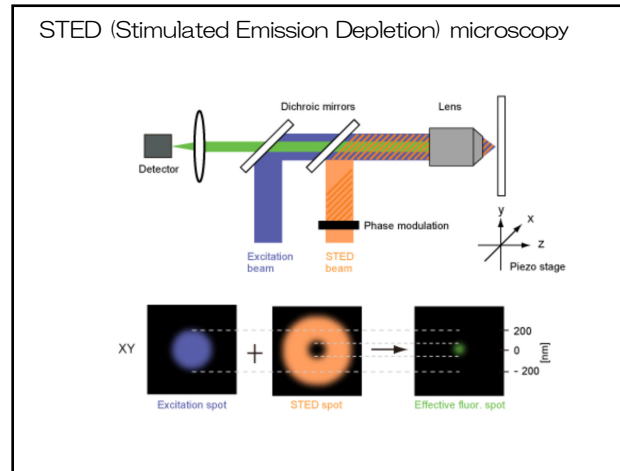 STED (Stimulated Emission Depletion) microscopy
Dichroic mirrors
Lens
Detector
Phase modulation
Excitation
beam
STED
beam
y
x
z
Piezo stage
XY
200
0
- 200
[nm]
Excitation spot
STED spot
Effective fluor. spot